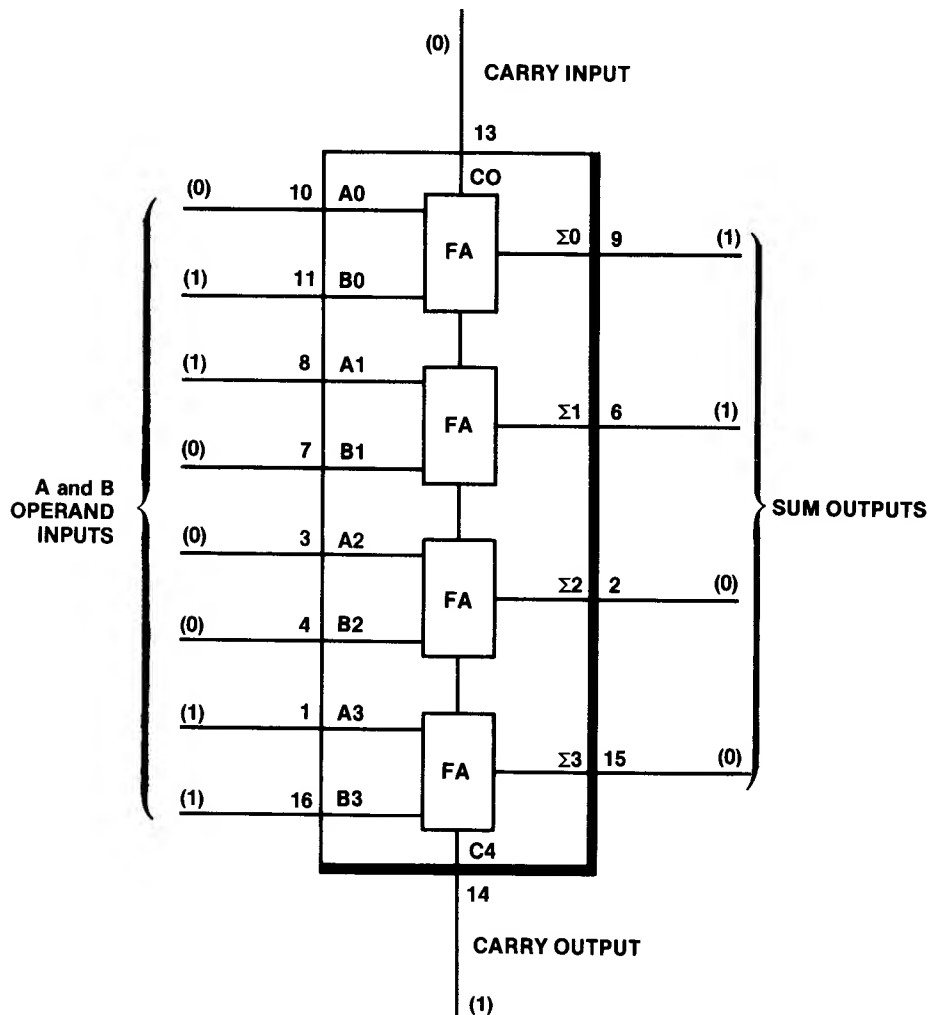 (0)
CARRY INPUT
13
CO
(0) 10 A0
FA
Σ0 9 (1)
(1) 11 B0
(1) 8 A1
FA
Σ1 6 (1)
(0) 7 B1
A and B
OPERAND
INPUTS
SUM OUTPUTS
(0) 3 A2
FA
Σ2 2 (0)
(0) 4 B2
(1) 1 A3
FA
Σ3 15 (0)
(1) 16 B3
C4
14
CARRY OUTPUT
(1)